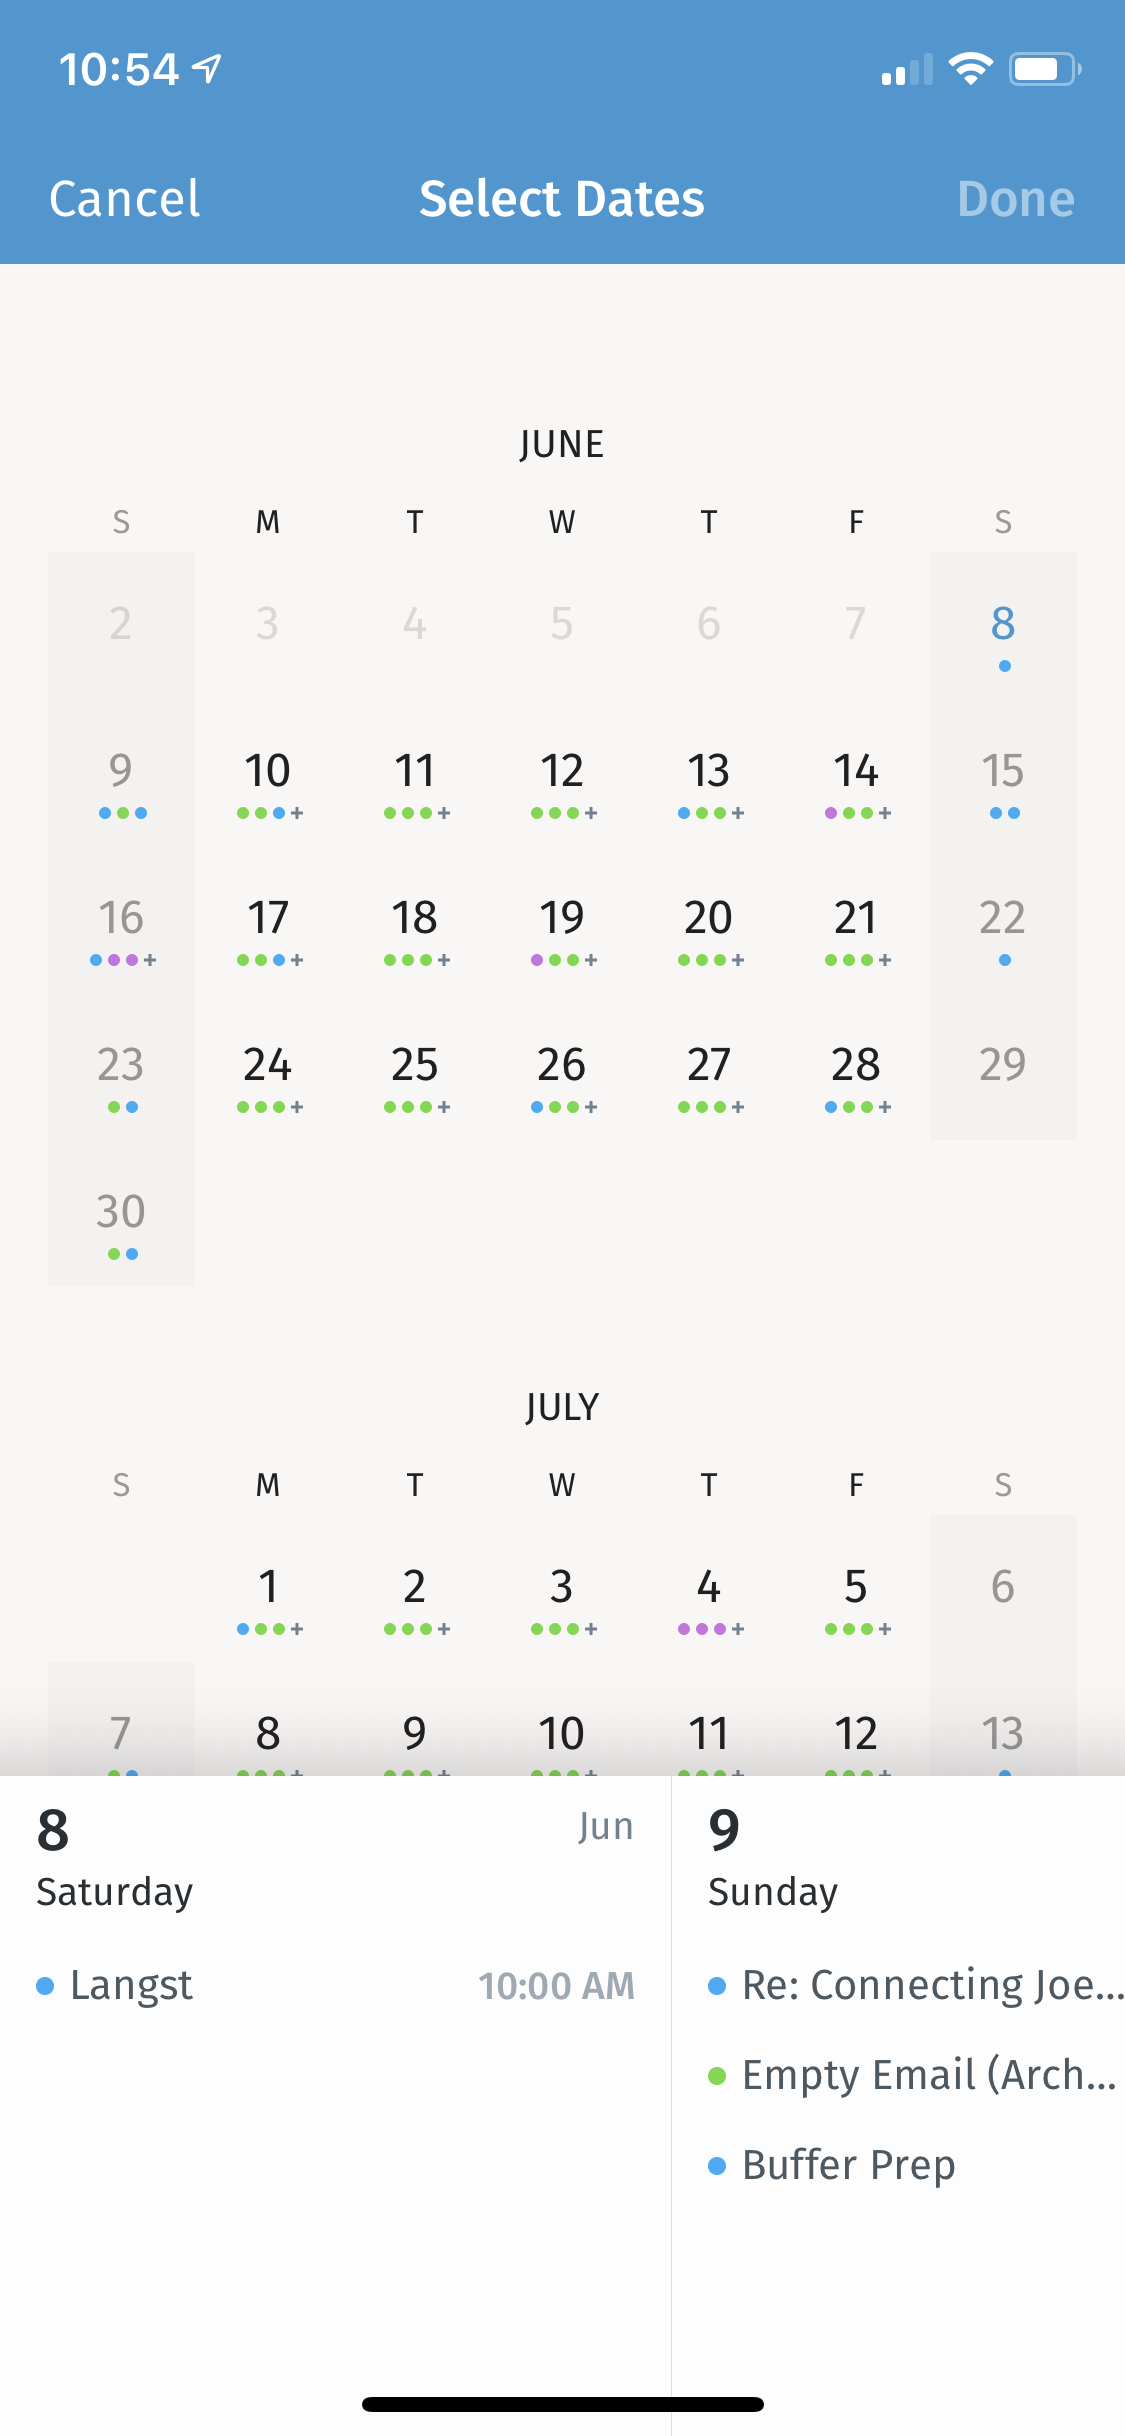 10:54
Cancel Select Dates Done
JUNE
S M T W T F S
2 3 4 5 6 7 8
9 10 11 12 13 14 15
16 17 18 19 20 21 22
23 24 25 26 27 28 29
30
JULY
S M T W T F S
1 2 3 4 5 6
7 8 9 10 11 12 13
8 Jun
Saturday
Langst 10:00 AM
9
Sunday
Re: Connecting Joe...
Empty Email (Arch...
Buffer Prep